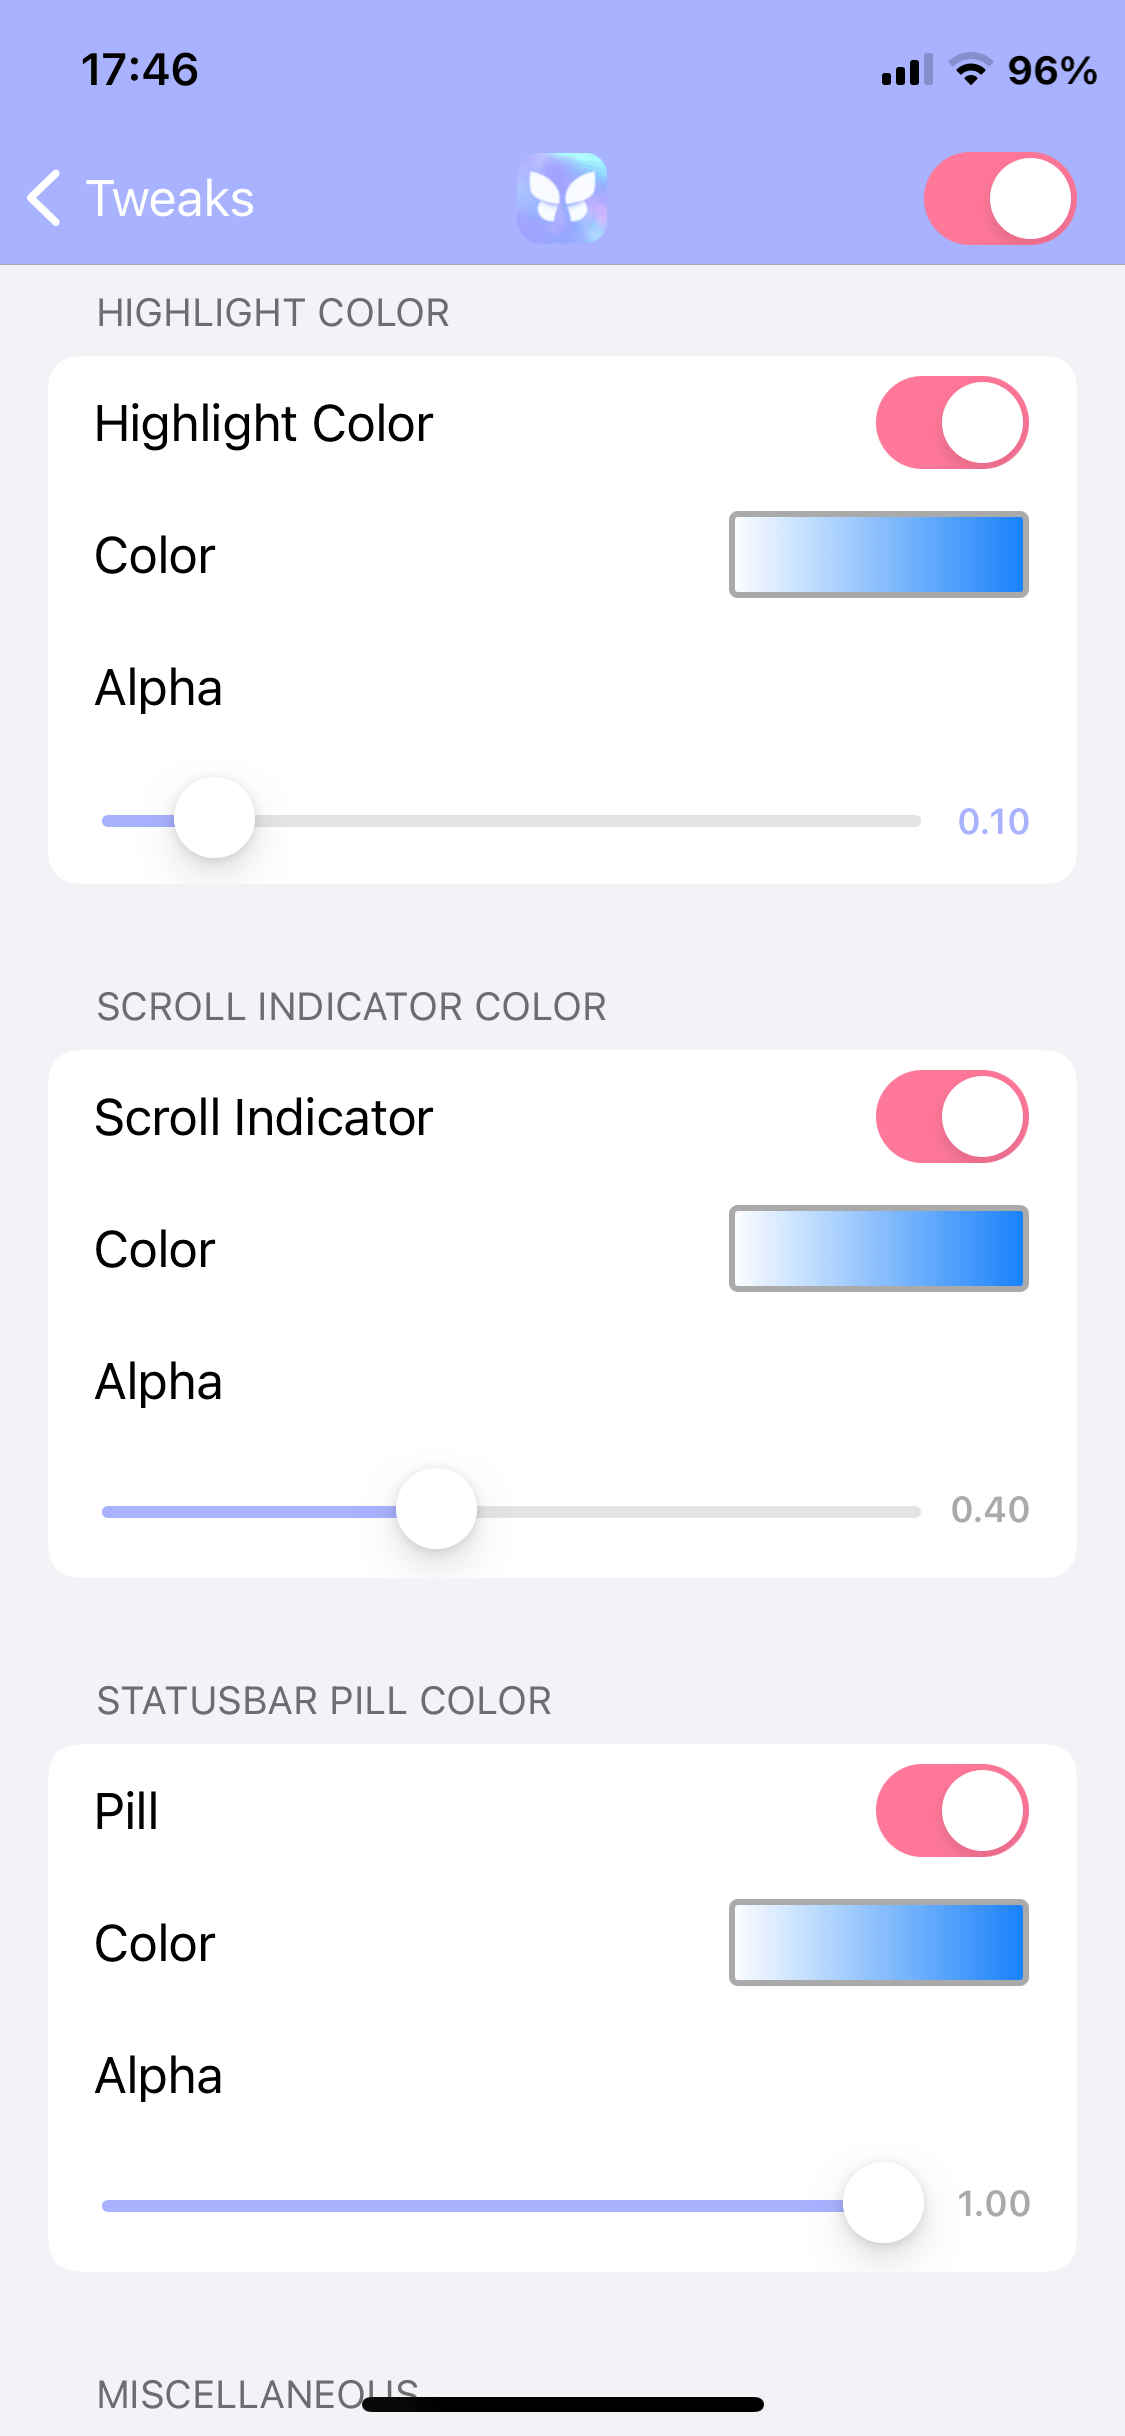 17:46
96%
Tweaks
HIGHLIGHT COLOR
Highlight Color
Color
Alpha
0.10
SCROLL INDICATOR COLOR
Scroll Indicator
Color
Alpha
0.40
STATUSBAR PILL COLOR
Pill
Color
Alpha
1.00
MISCELLANEOUS